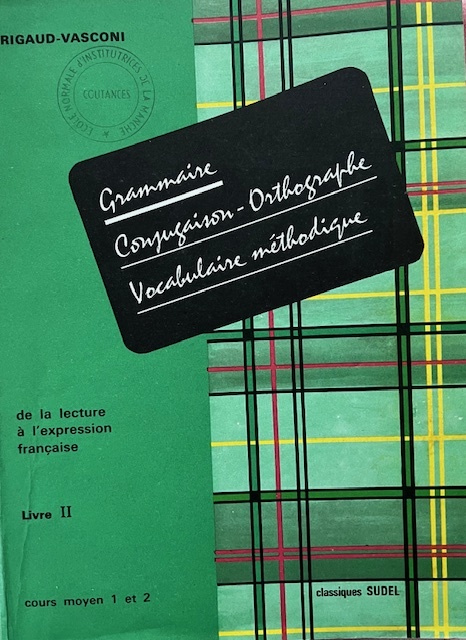 RIGAUD-VASCONI
ÉCOLE NORMALE D'INSTITUTRICES DE LA MANCHE
COUTANCES
Grammaire
Conjugaison - Orthographe
Vocabulaire méthodique
de la lecture
à l'expression
française
Livre II
cours moyen 1 et 2
classiques SUDEL